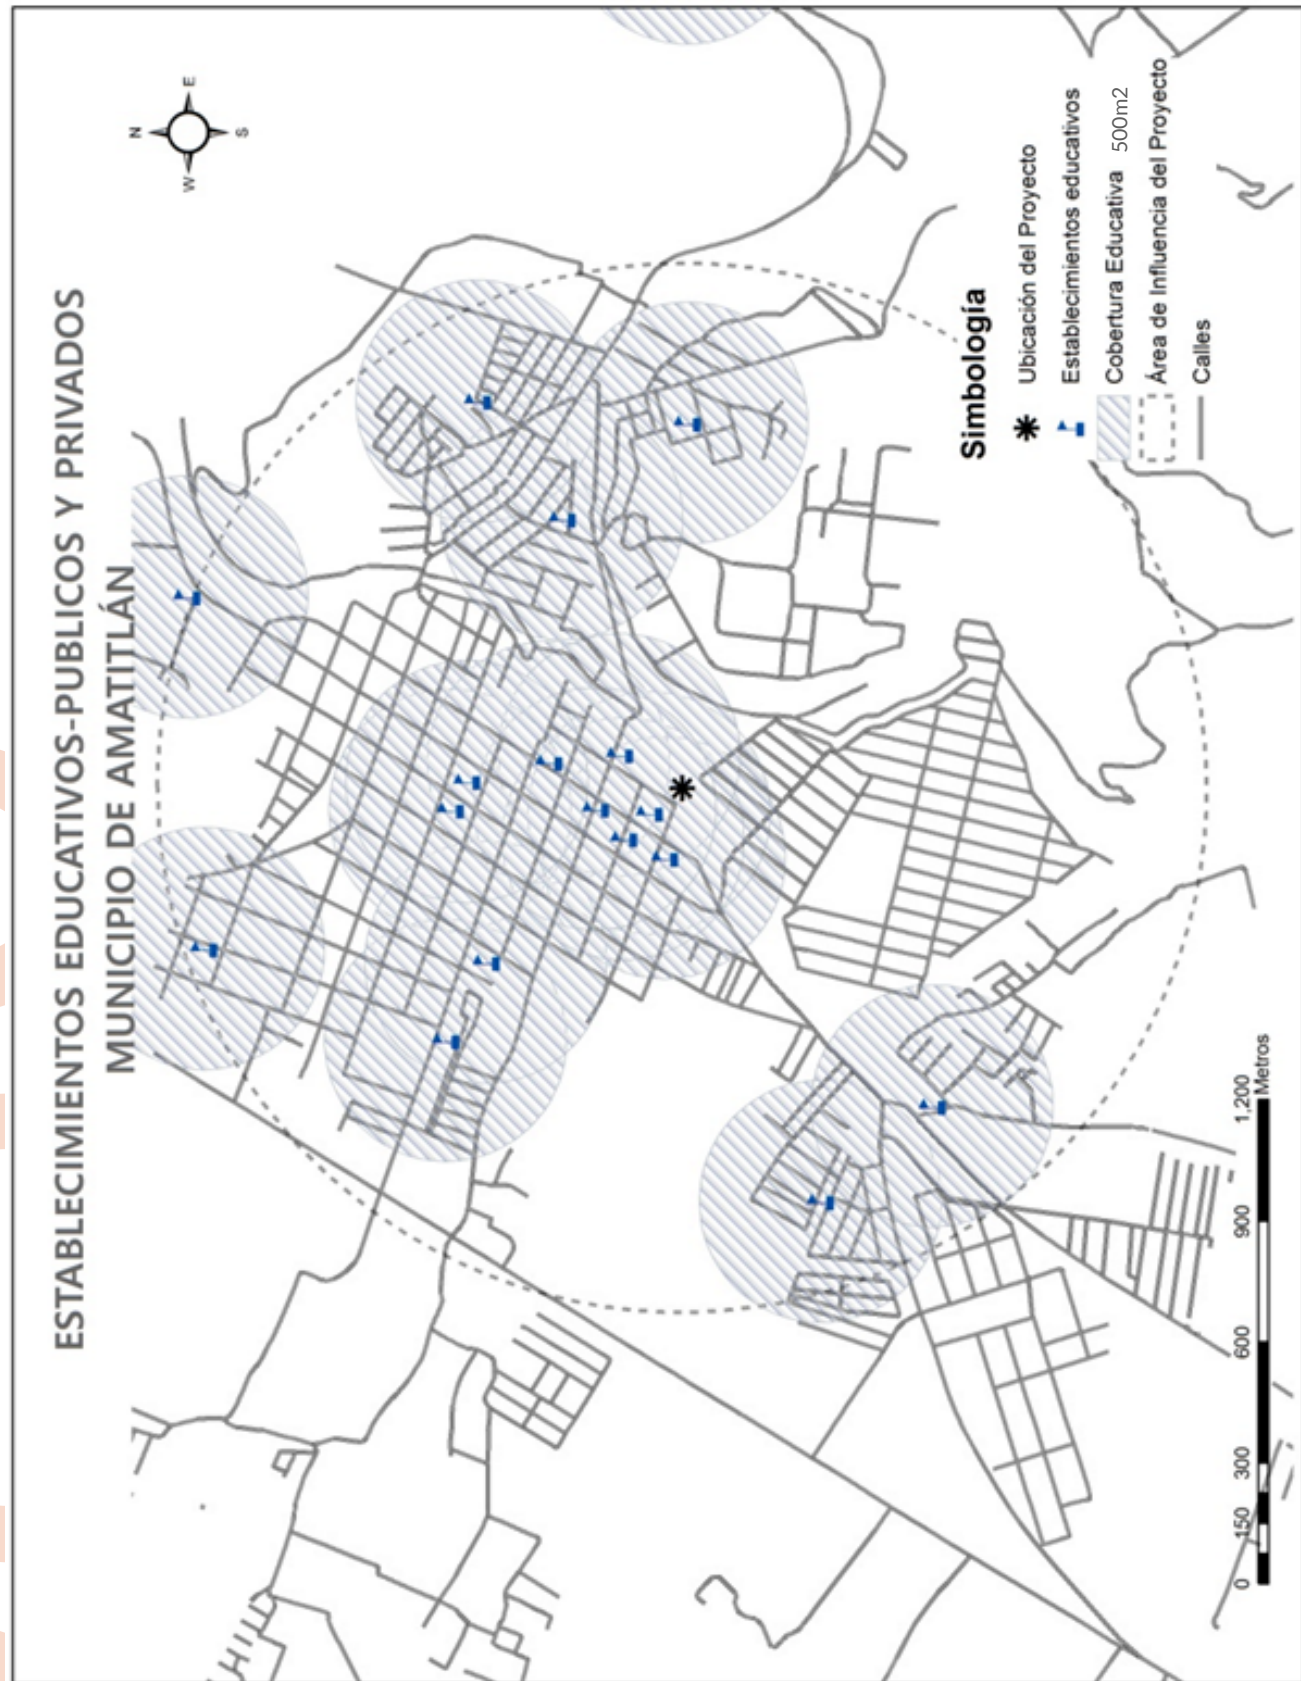 ESTABLECIMIENTOS EDUCATIVOS-PUBLICOS Y PRIVADOS
MUNICIPIO DE AMATITLÁN
N
W E
S
Simbología
Ubicación del Proyecto
Establecimientos educativos
Cobertura Educativa 500m2
Área de Influencia del Proyecto
Calles
0 150 300 600 900 1,200
Metros